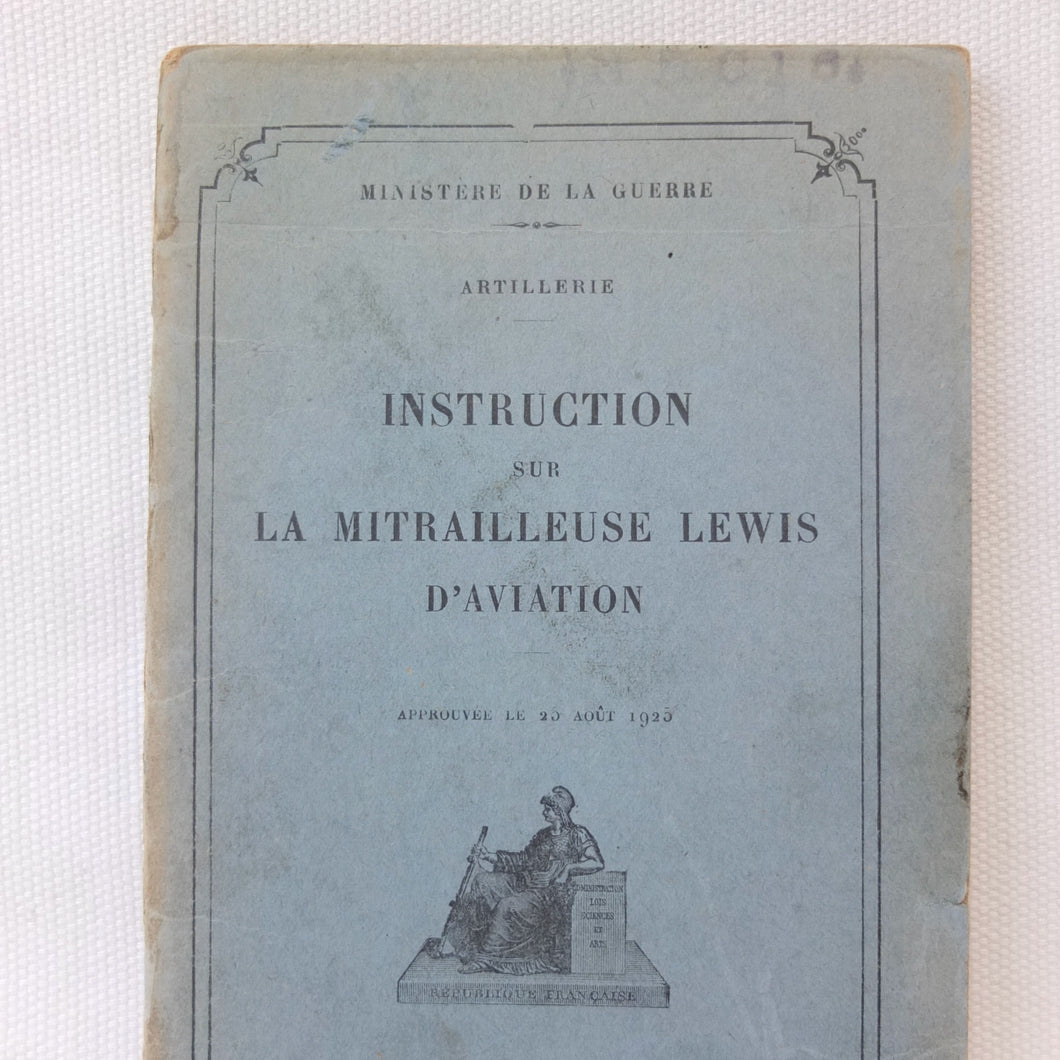 MINISTÈRE DE LA GUERRE
ARTILLERIE
INSTRUCTION
SUR
LA MITRAILLEUSE LEWIS
D'AVIATION
APPROUVÉE LE 25 AOÛT 1925
ADMINISTRATION
LOIS
SCIENCES
ET
ARTS
RÉPUBLIQUE FRANÇAISE